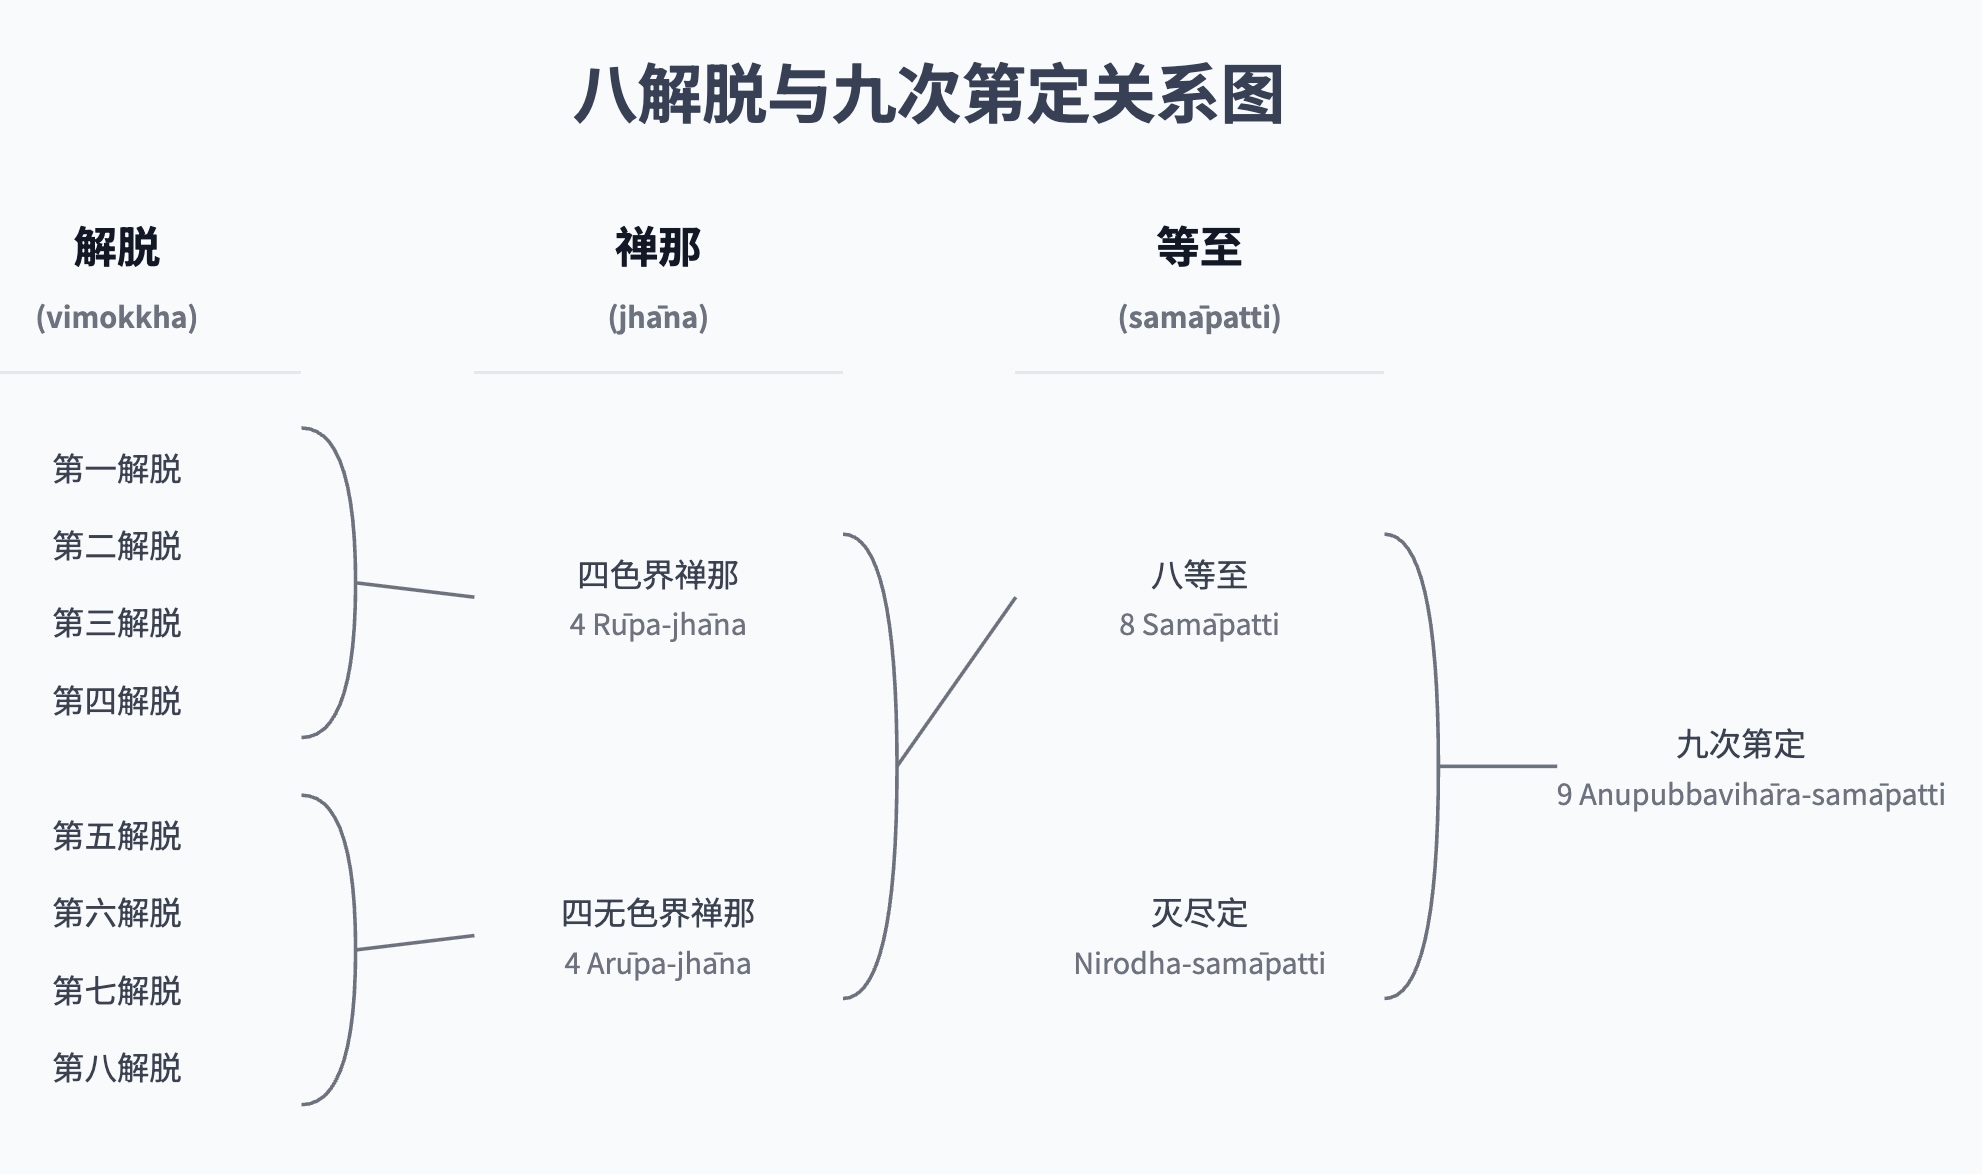 八解脱与九次第定关系图
解脱
(vimokkha)
禅那
(jhāna)
等至
(samāpatti)
第一解脱
第二解脱
第三解脱
第四解脱
第五解脱
第六解脱
第七解脱
第八解脱
四色界禅那
4 Rūpa-jhāna
四无色界禅那
4 Arūpa-jhāna
八等至
8 Samāpatti
灭尽定
Nirodha-samāpatti
九次第定
9 Anupubbavihāra-samāpatti